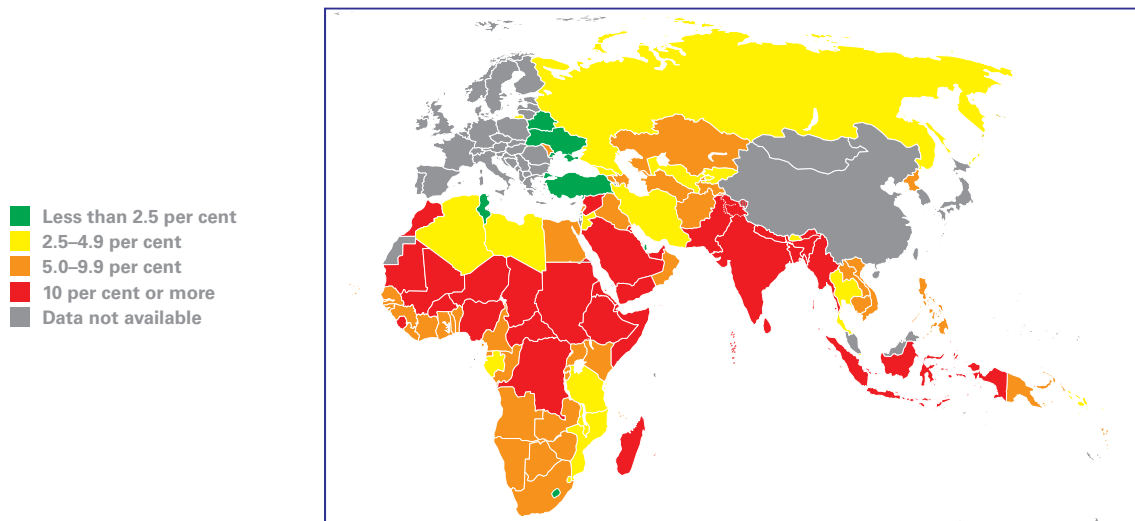 Less than 2.5 per cent
2.5–4.9 per cent
5.0–9.9 per cent
10 per cent or more
Data not available